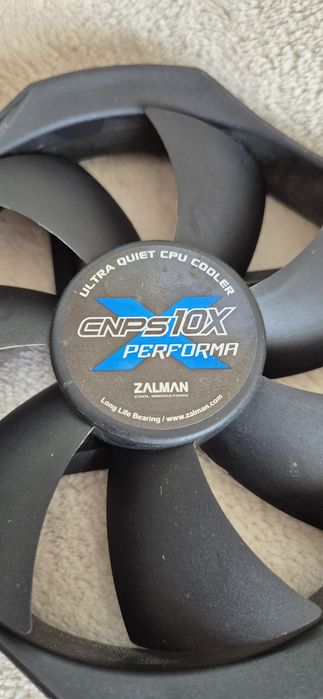 ULTRA QUIET CPU COOLER
CNPS10X
PERFORMA
ZALMAN
COOL INNOVATIONS
Long Life Bearing / www.zalman.com